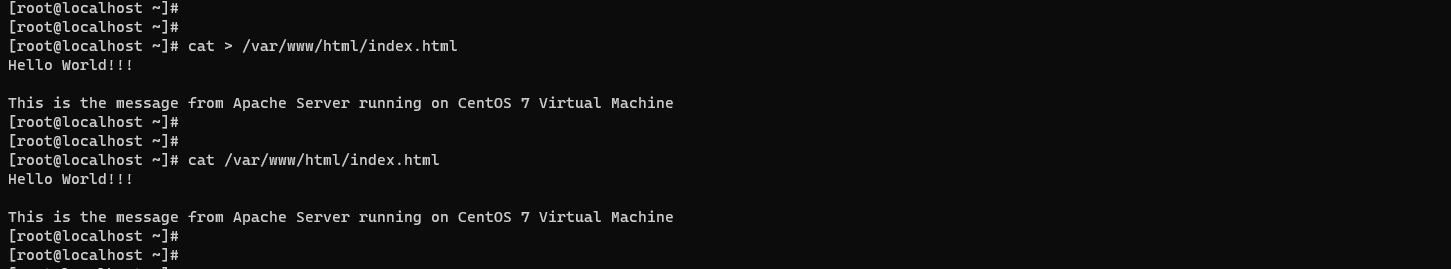 [root@localhost ~]#
[root@localhost ~]#
[root@localhost ~]# cat > /var/www/html/index.html
Hello World!!!
This is the message from Apache Server running on CentOS 7 Virtual Machine
[root@localhost ~]#
[root@localhost ~]#
[root@localhost ~]# cat /var/www/html/index.html
Hello World!!!
This is the message from Apache Server running on CentOS 7 Virtual Machine
[root@localhost ~]#
[root@localhost ~]#